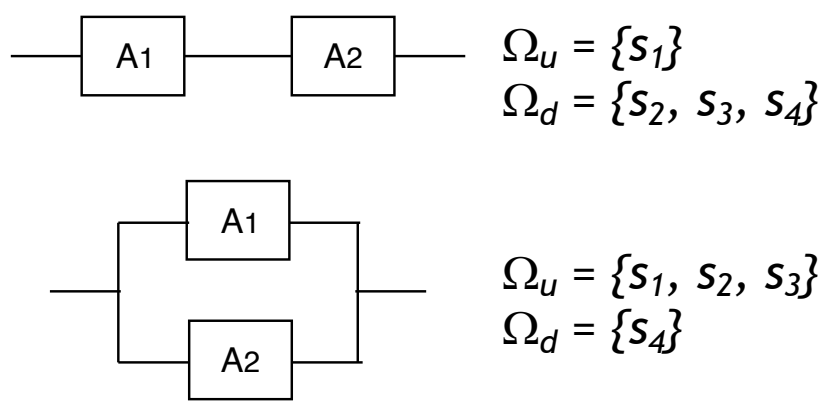 A1 A2
Ωu = {s1}
Ωd = {s2, s3, s4}
A1
A2
Ωu = {s1, s2, s3}
Ωd = {s4}